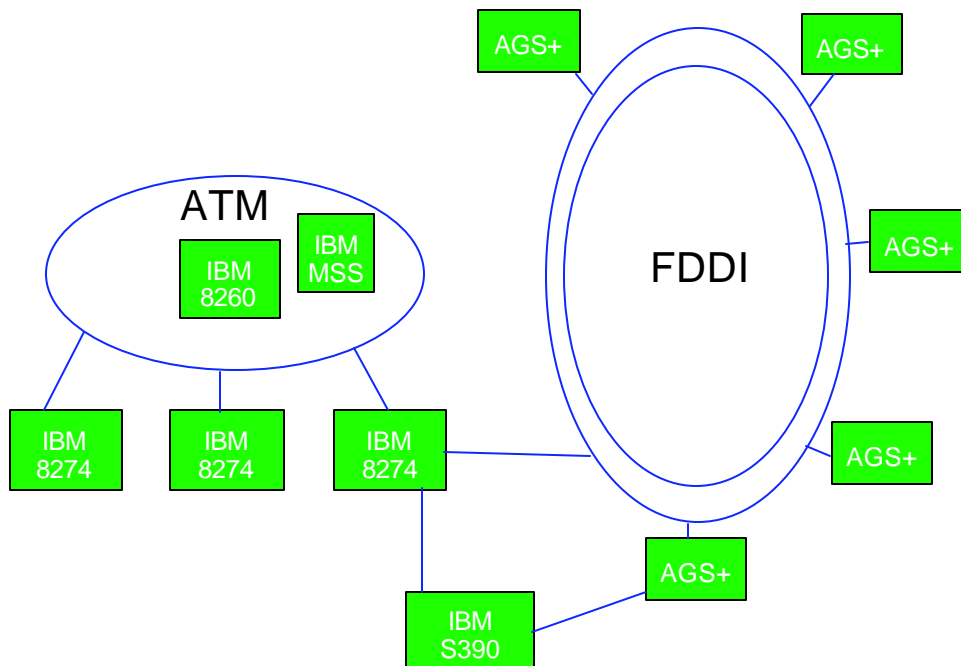 AGS+
AGS+
ATM
IBM
MSS
IBM
8260
AGS+
FDDI
IBM
8274
IBM
8274
IBM
8274
AGS+
AGS+
IBM
S390